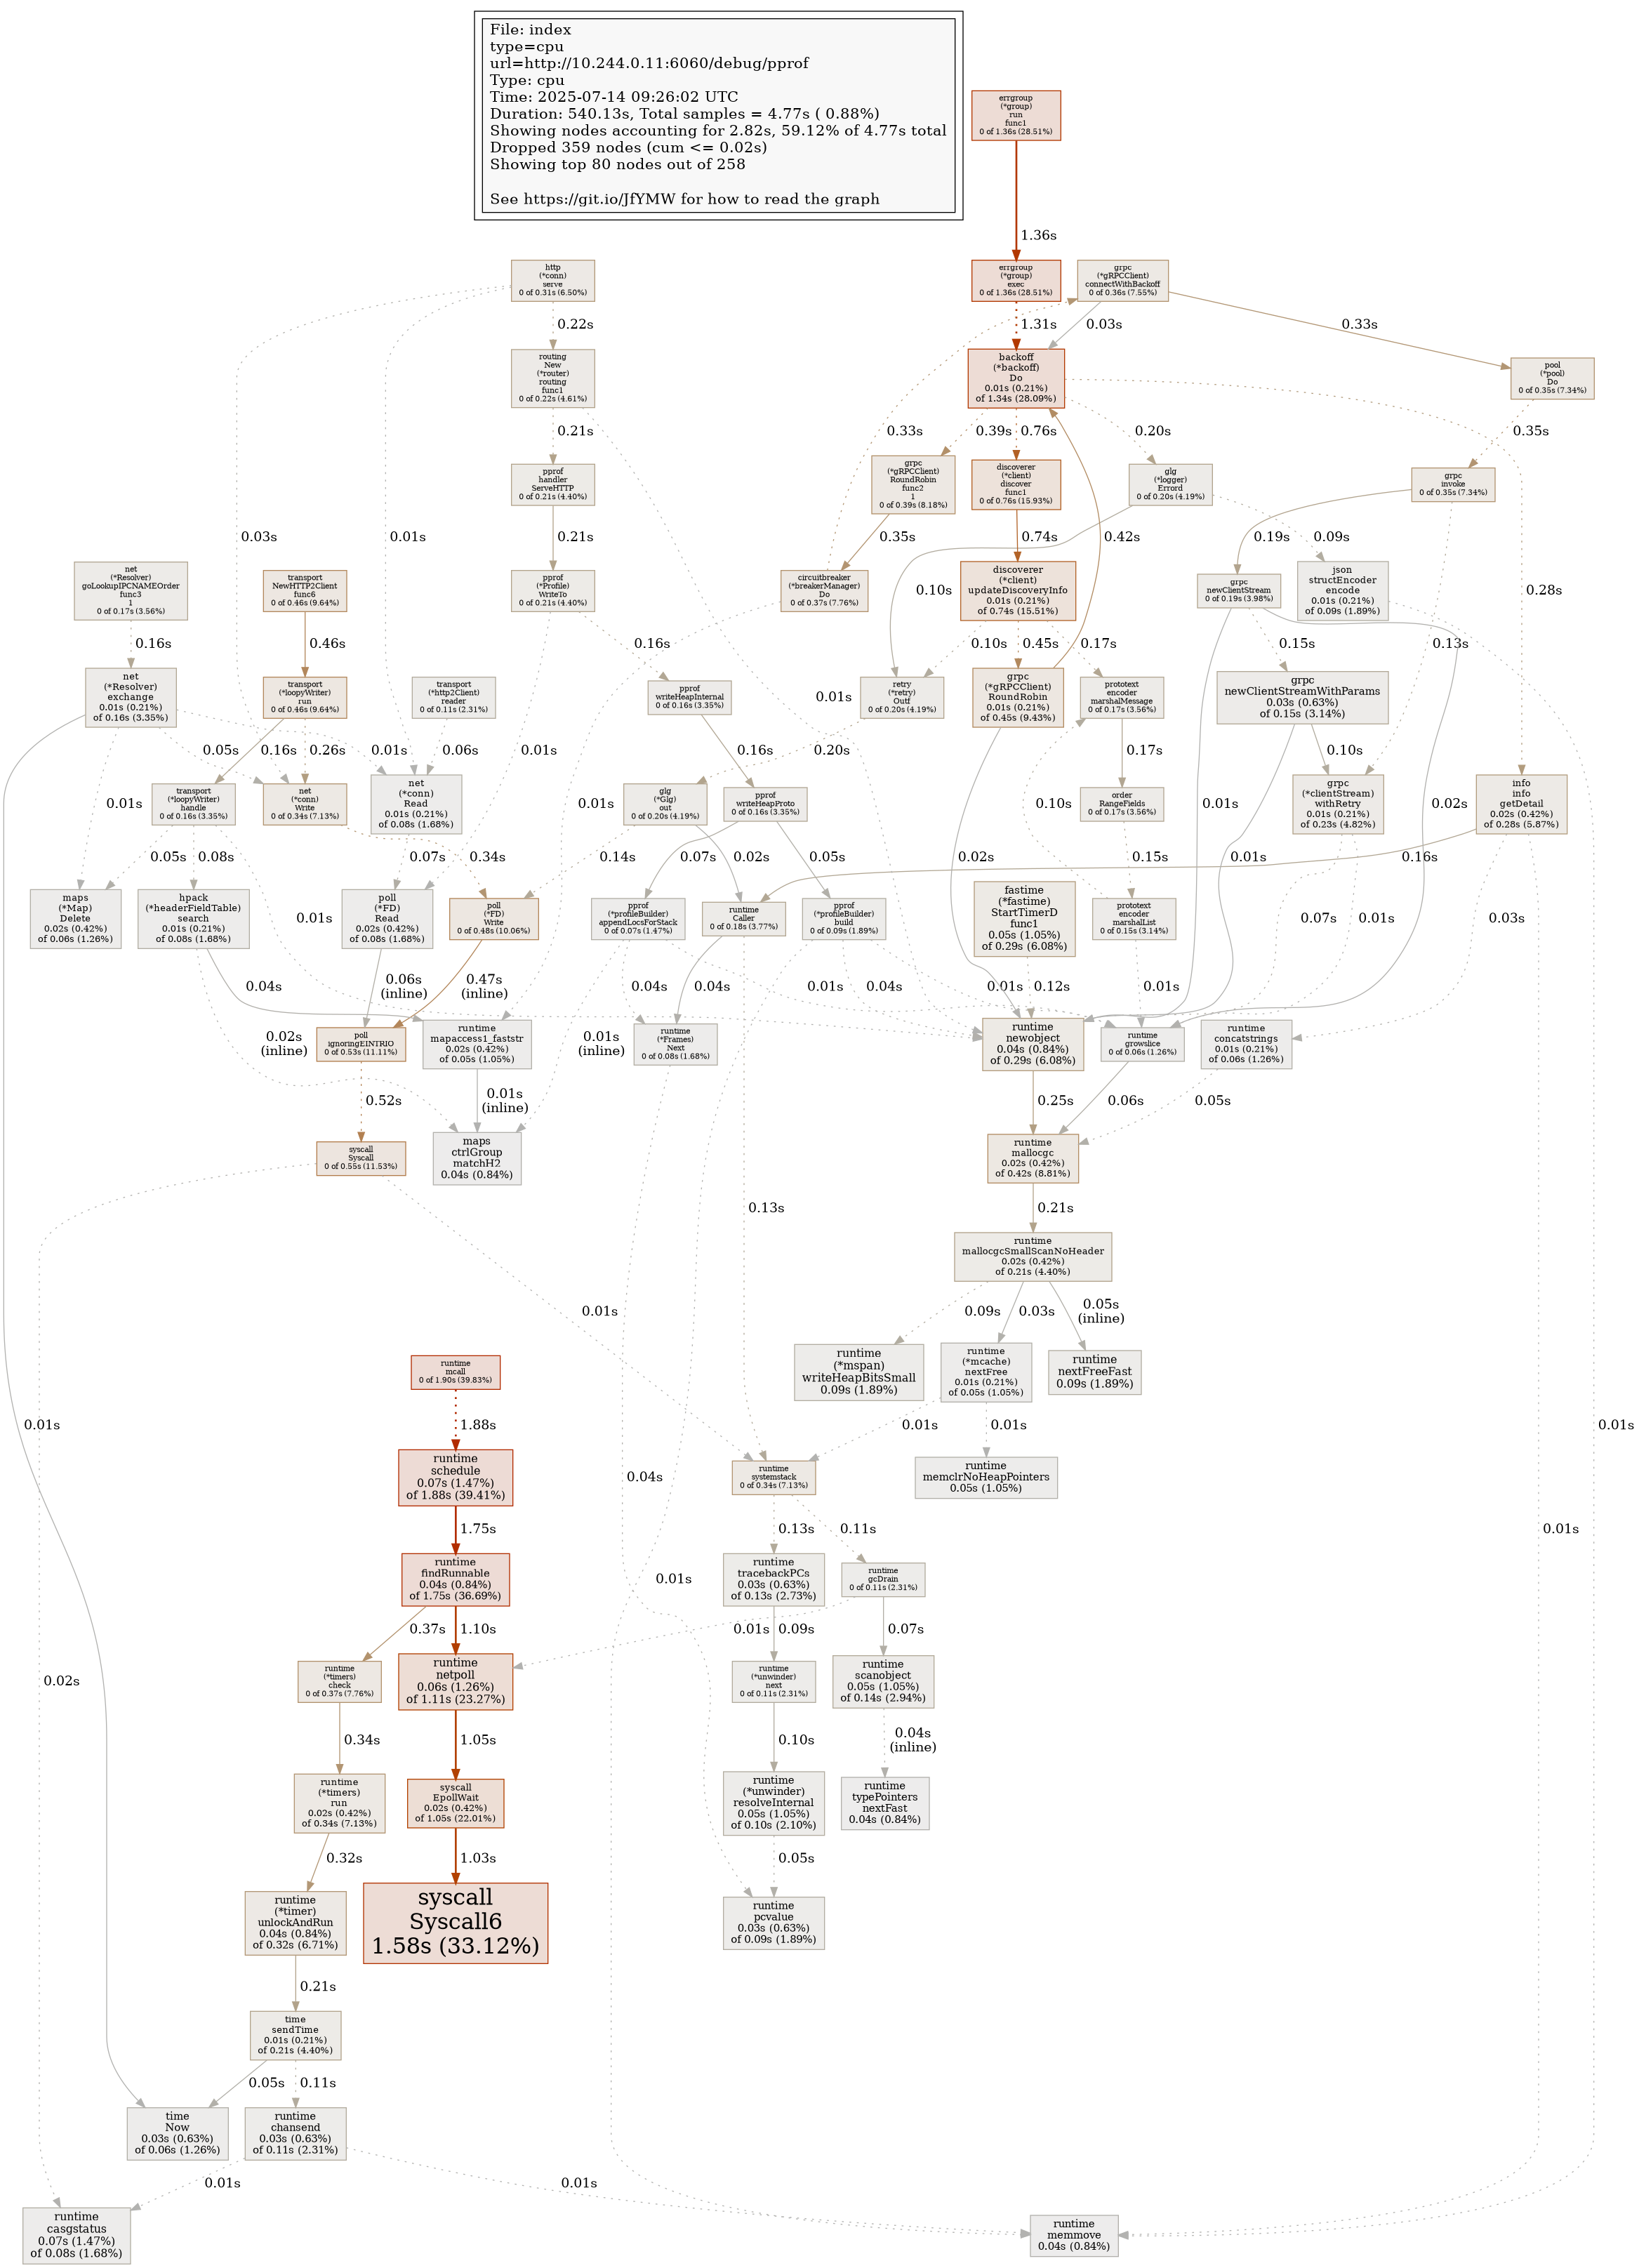 File: index
type=cpu
url=http://10.244.0.11:6060/debug/pprof
Type: cpu
Time: 2025-07-14 09:26:02 UTC
Duration: 540.13s, Total samples = 4.77s ( 0.88%)
Showing nodes accounting for 2.82s, 59.12% of 4.77s total
Dropped 359 nodes (cum <= 0.02s)
Showing top 80 nodes out of 258
See https://git.io/JfYMW for how to read the graph
errgroup
(*group)
run
func1
0 of 1.36s (28.51%)
1.36s
http
(*conn)
serve
0 of 0.31s (6.50%)
errgroup
(*group)
exec
0 of 1.36s (28.51%)
grpc
(*gRPCClient)
connectWithBackoff
0 of 0.36s (7.55%)
0.22s
1.31s
0.03s
0.33s
routing
New
(*router)
routing
func1
0 of 0.22s (4.61%)
backoff
(*backoff)
Do
0.01s (0.21%)
of 1.34s (28.09%)
pool
(*pool)
Do
0 of 0.35s (7.34%)
0.21s
0.33s
0.39s
0.76s
0.20s
0.35s
pprof
handler
ServeHTTP
0 of 0.21s (4.40%)
grpc
(*gRPCClient)
RoundRobin
func2
1
0 of 0.39s (8.18%)
discoverer
(*client)
discover
func1
0 of 0.76s (15.93%)
glg
(*logger)
Errord
0 of 0.20s (4.19%)
grpc
invoke
0 of 0.35s (7.34%)
0.03s
0.01s
0.21s
0.35s
0.74s
0.42s
0.19s
0.09s
net
(*Resolver)
goLookupIPCNAMEOrder
func3
1
0 of 0.17s (3.56%)
transport
NewHTTP2Client
func6
0 of 0.46s (9.64%)
pprof
(*Profile)
WriteTo
0 of 0.21s (4.40%)
circuitbreaker
(*breakerManager)
Do
0 of 0.37s (7.76%)
0.10s
discoverer
(*client)
updateDiscoveryInfo
0.01s (0.21%)
of 0.74s (15.51%)
grpc
newClientStream
0 of 0.19s (3.98%)
json
structEncoder
encode
0.01s (0.21%)
of 0.09s (1.89%)
0.28s
0.16s
0.46s
0.16s
0.10s
0.45s
0.17s
0.15s
0.13s
net
(*Resolver)
exchange
0.01s (0.21%)
of 0.16s (3.35%)
transport
(*loopyWriter)
run
0 of 0.46s (9.64%)
transport
(*http2Client)
reader
0 of 0.11s (2.31%)
pprof
writeHeapInternal
0 of 0.16s (3.35%)
0.01s
retry
(*retry)
Outf
0 of 0.20s (4.19%)
grpc
(*gRPCClient)
RoundRobin
0.01s (0.21%)
of 0.45s (9.43%)
prototext
encoder
marshalMessage
0 of 0.17s (3.56%)
grpc
newClientStreamWithParams
0.03s (0.63%)
of 0.15s (3.14%)
0.05s
0.16s
0.26s
0.01s
0.06s
0.01s
0.16s
0.20s
0.17s
0.10s
0.01s
transport
(*loopyWriter)
handle
0 of 0.16s (3.35%)
net
(*conn)
Write
0 of 0.34s (7.13%)
net
(*conn)
Read
0.01s (0.21%)
of 0.08s (1.68%)
0.01s
glg
(*Glg)
out
0 of 0.20s (4.19%)
pprof
writeHeapProto
0 of 0.16s (3.35%)
0.10s
order
RangeFields
0 of 0.17s (3.56%)
0.01s
0.02s
grpc
(*clientStream)
withRetry
0.01s (0.21%)
of 0.23s (4.82%)
info
info
getDetail
0.02s (0.42%)
of 0.28s (5.87%)
0.05s
0.08s
0.07s
0.34s
0.14s
0.07s
0.02s
0.05s
0.02s
0.15s
0.01s
0.16s
maps
(*Map)
Delete
0.02s (0.42%)
of 0.06s (1.26%)
hpack
(*headerFieldTable)
search
0.01s (0.21%)
of 0.08s (1.68%)
0.01s
poll
(*FD)
Read
0.02s (0.42%)
of 0.08s (1.68%)
poll
(*FD)
Write
0 of 0.48s (10.06%)
pprof
(*profileBuilder)
appendLocsForStack
0 of 0.07s (1.47%)
runtime
Caller
0 of 0.18s (3.77%)
pprof
(*profileBuilder)
build
0 of 0.09s (1.89%)
fastime
(*fastime)
StartTimerD
func1
0.05s (1.05%)
of 0.29s (6.08%)
prototext
encoder
marshalList
0 of 0.15s (3.14%)
0.07s
0.01s
0.03s
0.04s
0.06s
(inline)
0.47s
(inline)
0.04s
0.04s
0.01s
0.04s
0.01s
0.12s
0.01s
0.02s
(inline)
poll
ignoringEINTRIO
0 of 0.53s (11.11%)
runtime
mapaccess1_faststr
0.02s (0.42%)
of 0.05s (1.05%)
0.01s
(inline)
runtime
(*Frames)
Next
0 of 0.08s (1.68%)
runtime
newobject
0.04s (0.84%)
of 0.29s (6.08%)
runtime
growslice
0 of 0.06s (1.26%)
runtime
concatstrings
0.01s (0.21%)
of 0.06s (1.26%)
0.52s
0.01s
(inline)
0.25s
0.06s
0.05s
syscall
Syscall
0 of 0.55s (11.53%)
maps
ctrlGroup
matchH2
0.04s (0.84%)
runtime
mallocgc
0.02s (0.42%)
of 0.42s (8.81%)
0.13s
0.21s
runtime
mallocgcSmallScanNoHeader
0.02s (0.42%)
of 0.21s (4.40%)
0.01s
0.09s
0.03s
0.05s
(inline)
runtime
mcall
0 of 1.90s (39.83%)
runtime
(*mspan)
writeHeapBitsSmall
0.09s (1.89%)
runtime
(*mcache)
nextFree
0.01s (0.21%)
of 0.05s (1.05%)
runtime
nextFreeFast
0.09s (1.89%)
0.01s
1.88s
0.01s
0.01s
0.01s
runtime
schedule
0.07s (1.47%)
of 1.88s (39.41%)
0.04s
runtime
systemstack
0 of 0.34s (7.13%)
runtime
memclrNoHeapPointers
0.05s (1.05%)
1.75s
0.13s
0.11s
0.01s
runtime
findRunnable
0.04s (0.84%)
of 1.75s (36.69%)
0.01s
runtime
tracebackPCs
0.03s (0.63%)
of 0.13s (2.73%)
runtime
gcDrain
0 of 0.11s (2.31%)
0.37s
1.10s
0.01s
0.09s
0.07s
0.02s
runtime
(*timers)
check
0 of 0.37s (7.76%)
runtime
netpoll
0.06s (1.26%)
of 1.11s (23.27%)
runtime
(*unwinder)
next
0 of 0.11s (2.31%)
runtime
scanobject
0.05s (1.05%)
of 0.14s (2.94%)
0.34s
1.05s
0.10s
0.04s
(inline)
runtime
(*timers)
run
0.02s (0.42%)
of 0.34s (7.13%)
syscall
EpollWait
0.02s (0.42%)
of 1.05s (22.01%)
runtime
(*unwinder)
resolveInternal
0.05s (1.05%)
of 0.10s (2.10%)
runtime
typePointers
nextFast
0.04s (0.84%)
0.32s
1.03s
0.05s
runtime
(*timer)
unlockAndRun
0.04s (0.84%)
of 0.32s (6.71%)
syscall
Syscall6
1.58s (33.12%)
runtime
pcvalue
0.03s (0.63%)
of 0.09s (1.89%)
0.21s
time
sendTime
0.01s (0.21%)
of 0.21s (4.40%)
0.05s
0.11s
time
Now
0.03s (0.63%)
of 0.06s (1.26%)
runtime
chansend
0.03s (0.63%)
of 0.11s (2.31%)
0.01s
0.01s
runtime
casgstatus
0.07s (1.47%)
of 0.08s (1.68%)
runtime
memmove
0.04s (0.84%)